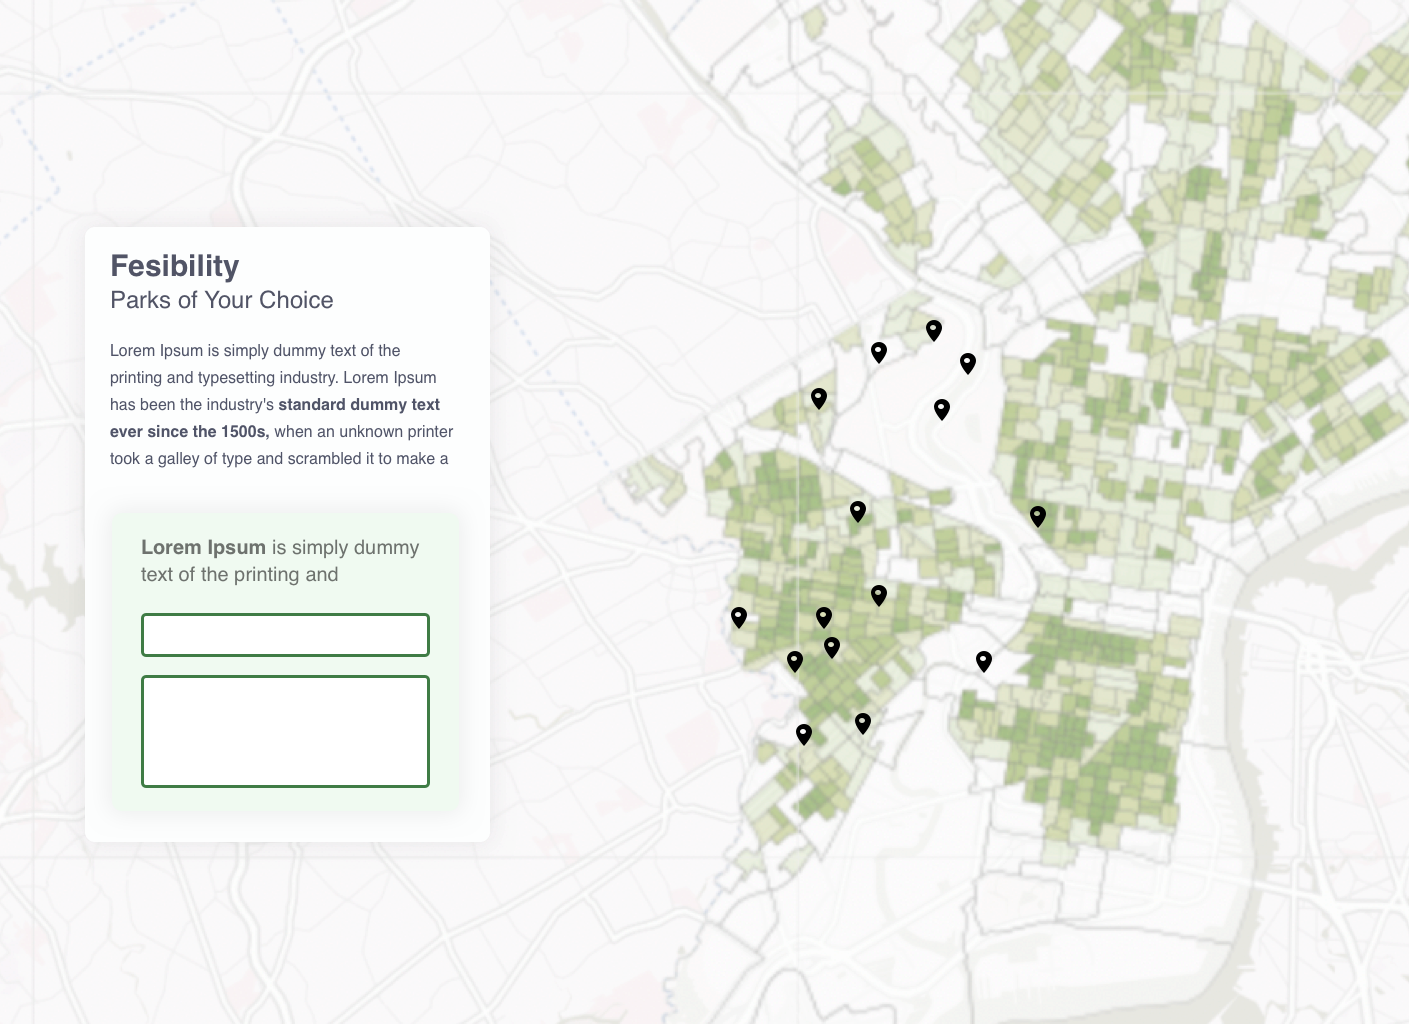 Fesibility
Parks of Your Choice
Lorem Ipsum is simply dummy text of the
printing and typesetting industry. Lorem Ipsum
has been the industry's standard dummy text
ever since the 1500s, when an unknown printer
took a galley of type and scrambled it to make a
Lorem Ipsum is simply dummy
text of the printing and